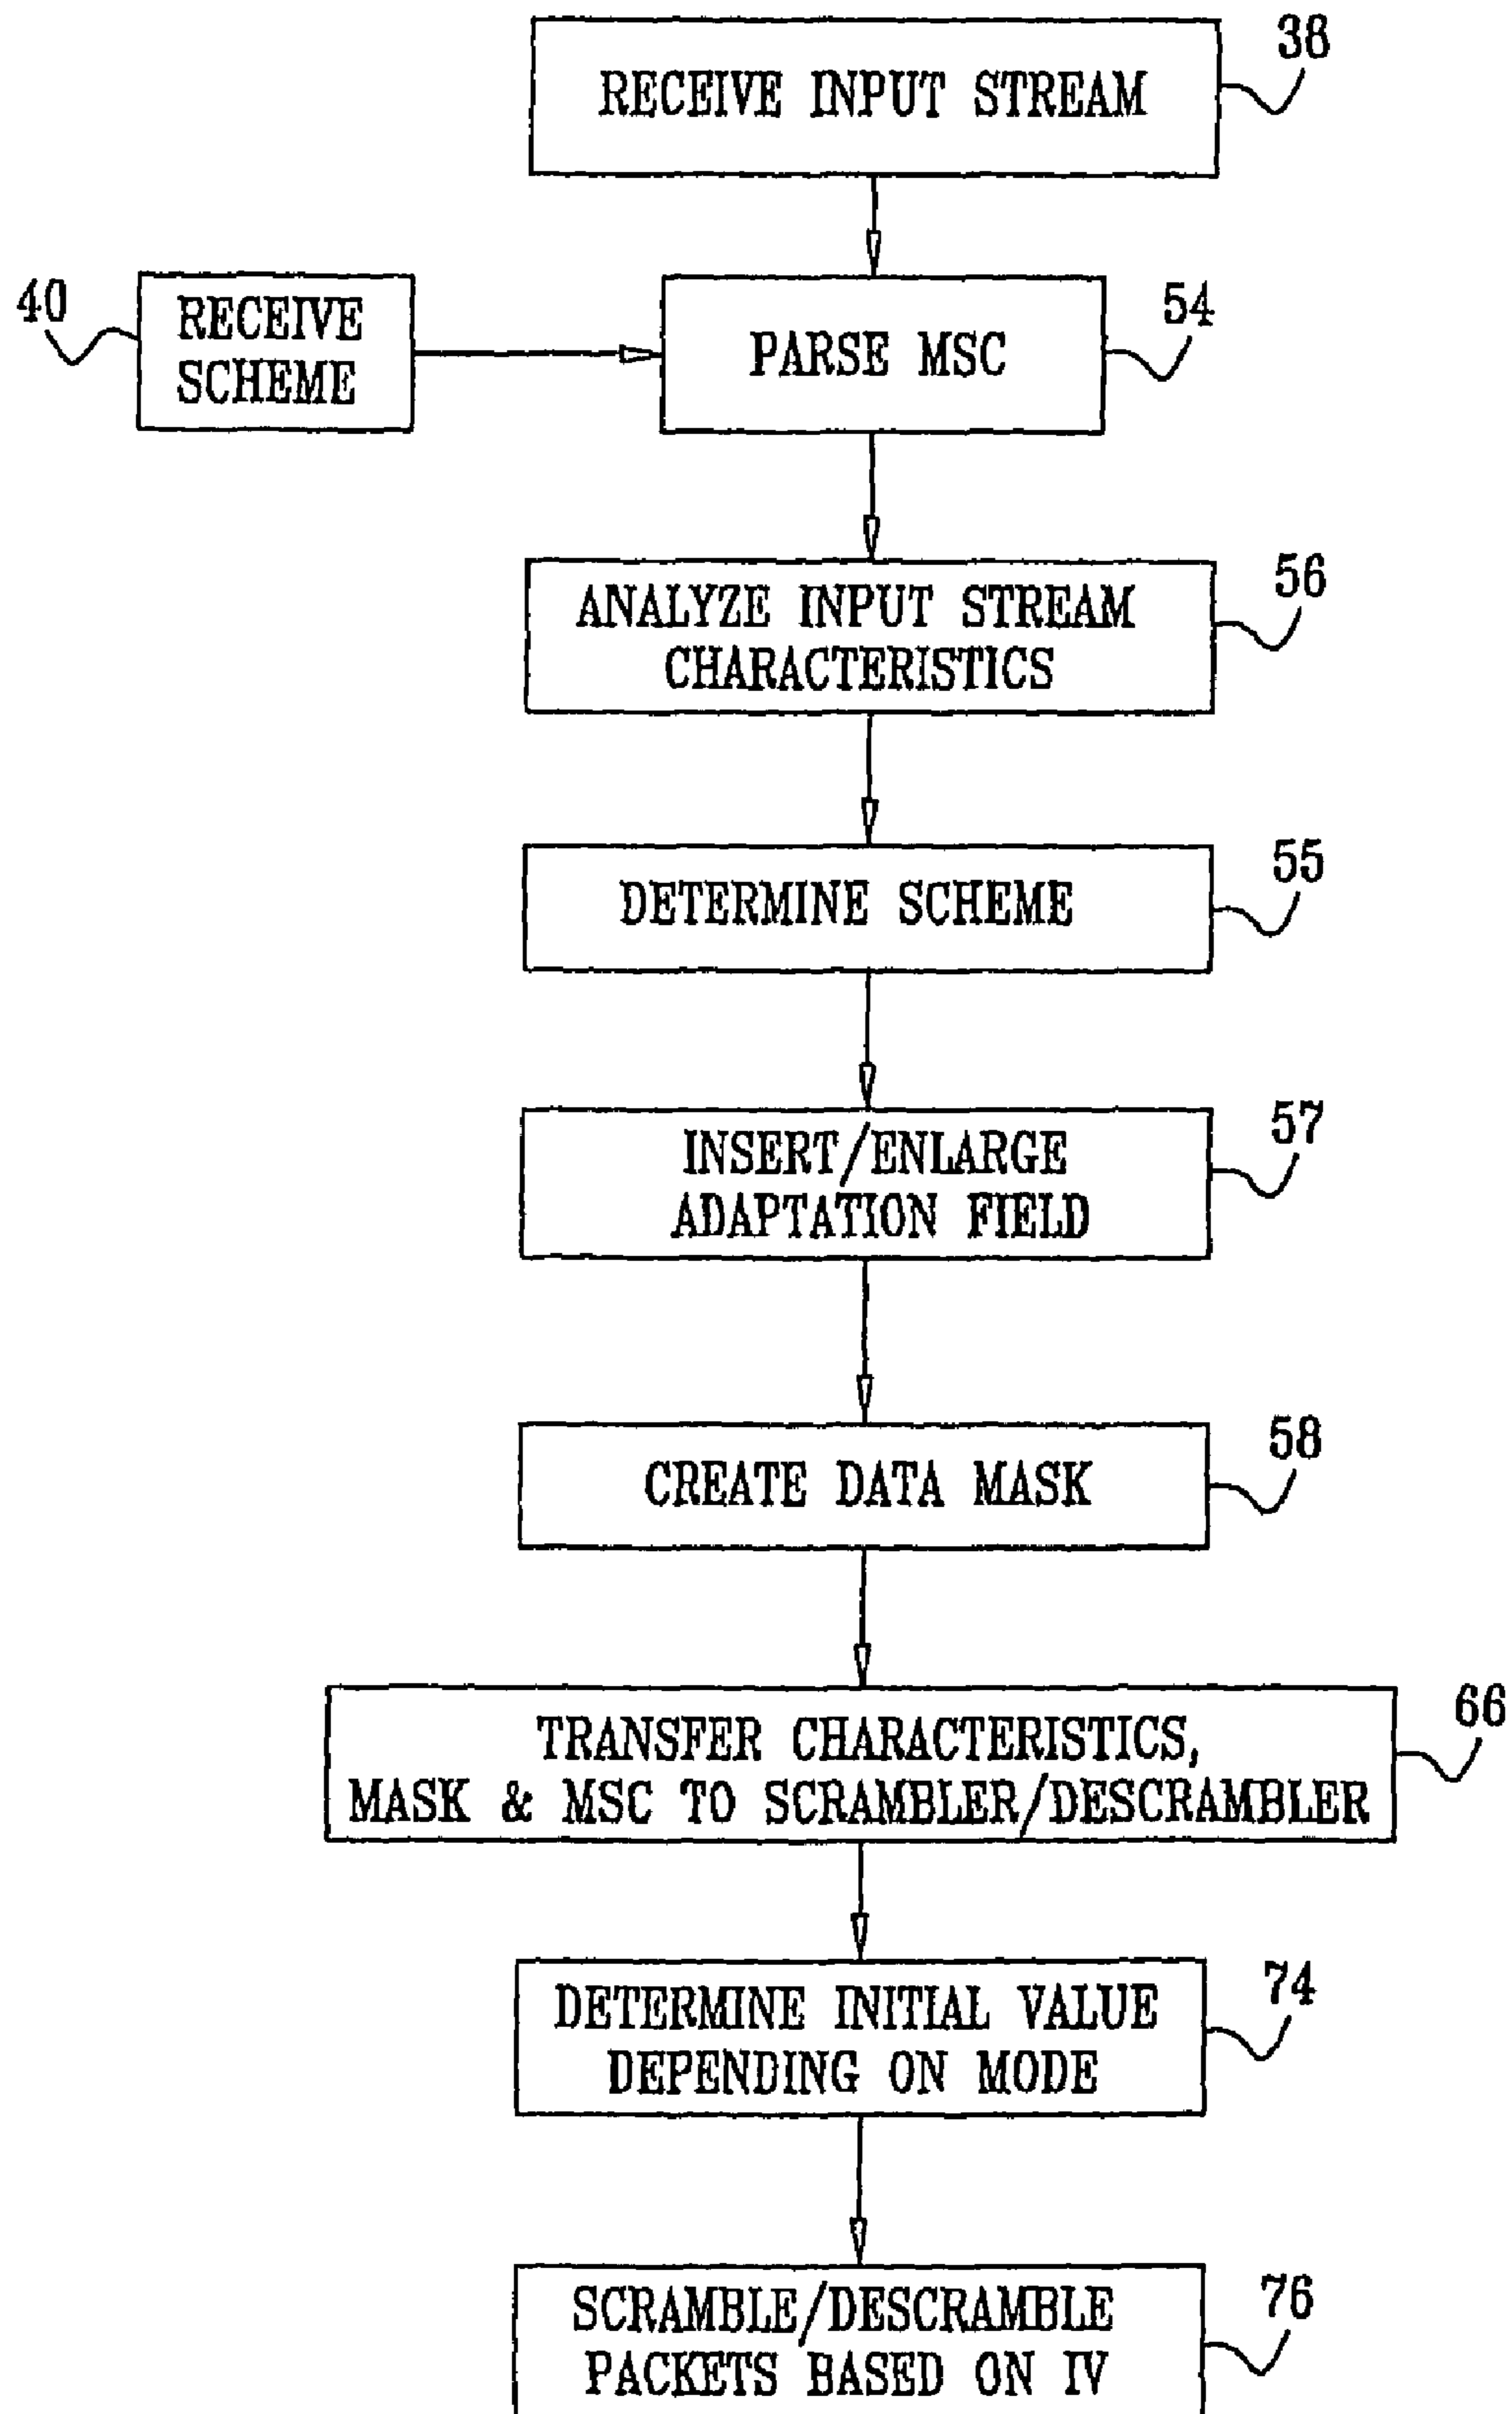 RECEIVE INPUT STREAM
38
40
RECEIVE
SCHEME
PARSE MSC
54
ANALYZE INPUT STREAM
CHARACTERISTICS
56
DETERMINE SCHEME
55
INSERT/ENLARGE
ADAPTATION FIELD
57
CREATE DATA MASK
58
TRANSFER CHARACTERISTICS,
MASK & MSC TO SCRAMBLER/DESCRAMBLER
66
DETERMINE INITIAL VALUE
DEPENDING ON MODE
74
SCRAMBLE/DESCRAMBLE
PACKETS BASED ON IV
76